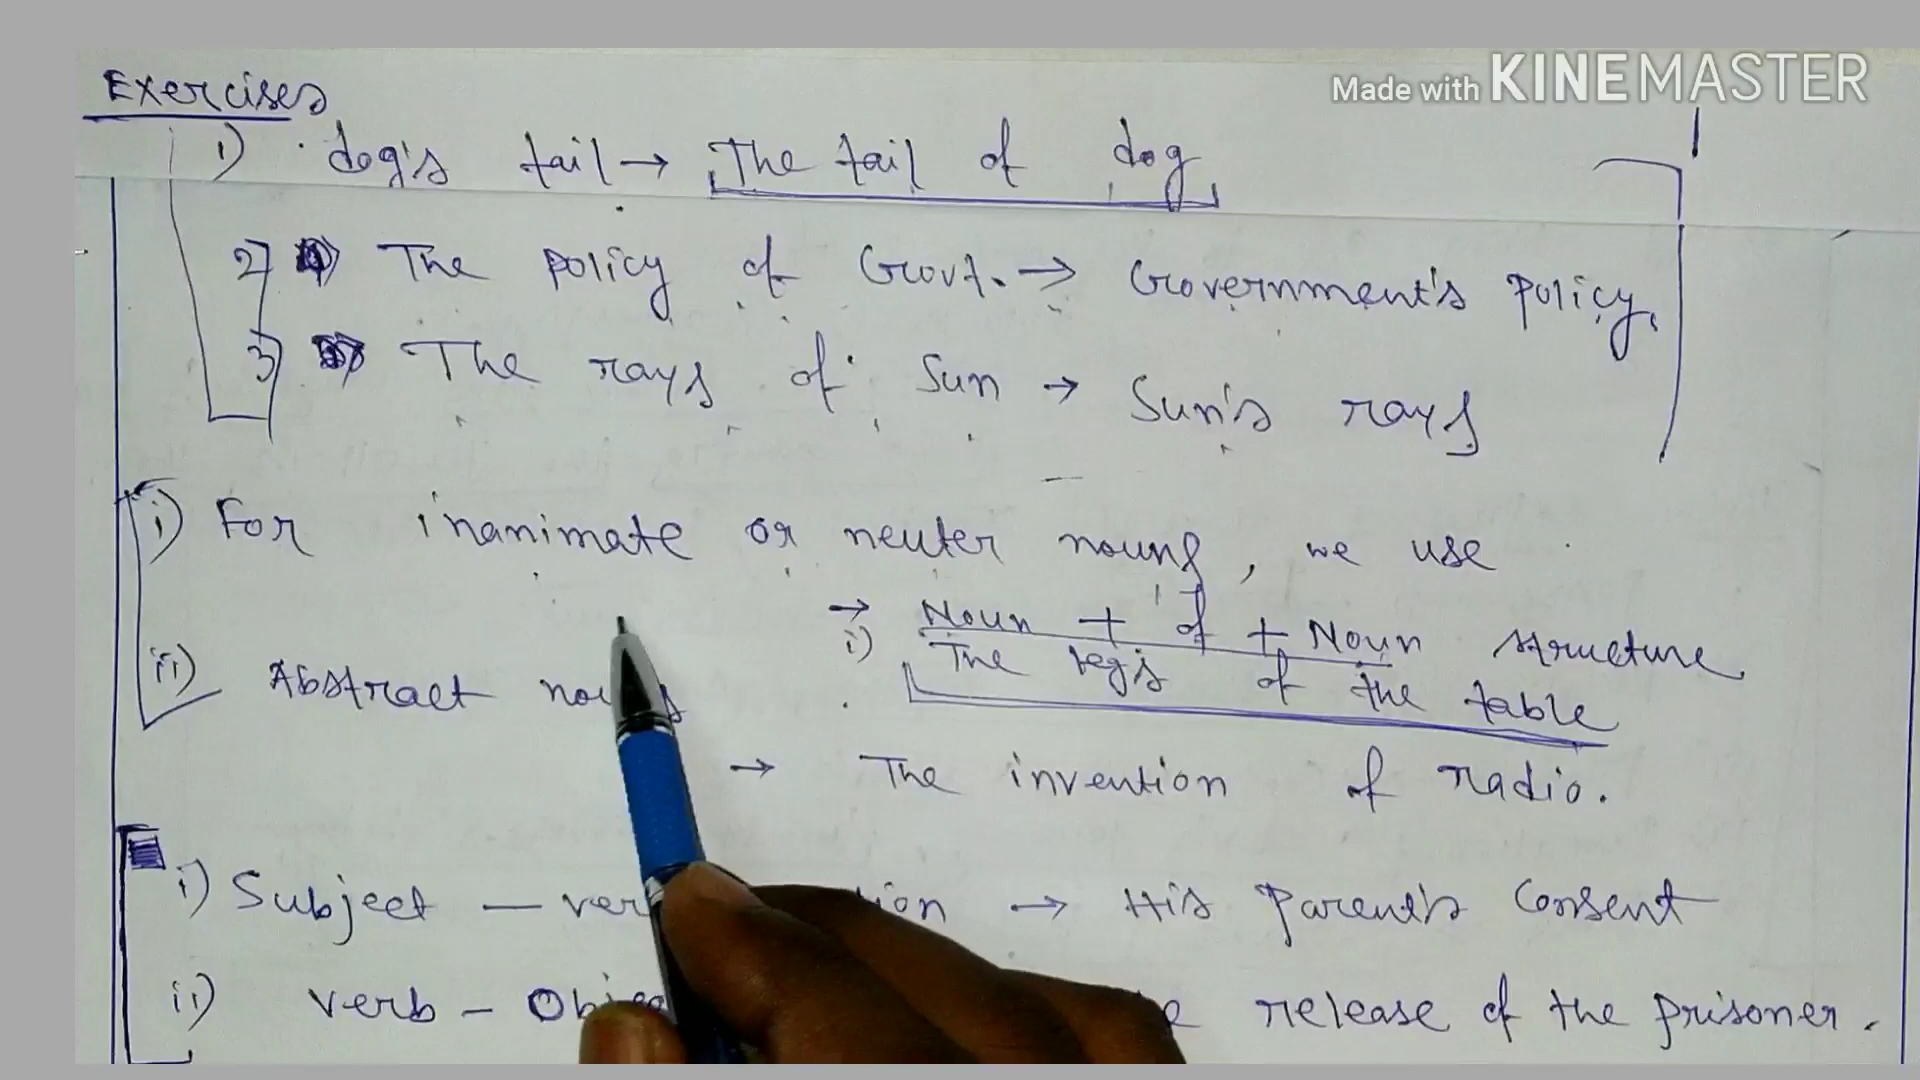 Made with KINEMASTER
Exercises
1) dog's tail → The tail of dog
2) The policy of Govt. → Government's policy.
3) The rays of Sun → Sun's rays
i) For inanimate or neuter nouns, we use
→ Noun + of + Noun structure
i) The legs of the table
ii) Abstract
→ The invention of radio.
i) Subject — → His Parent's Consent
ii) Verb - release of the prisoner.